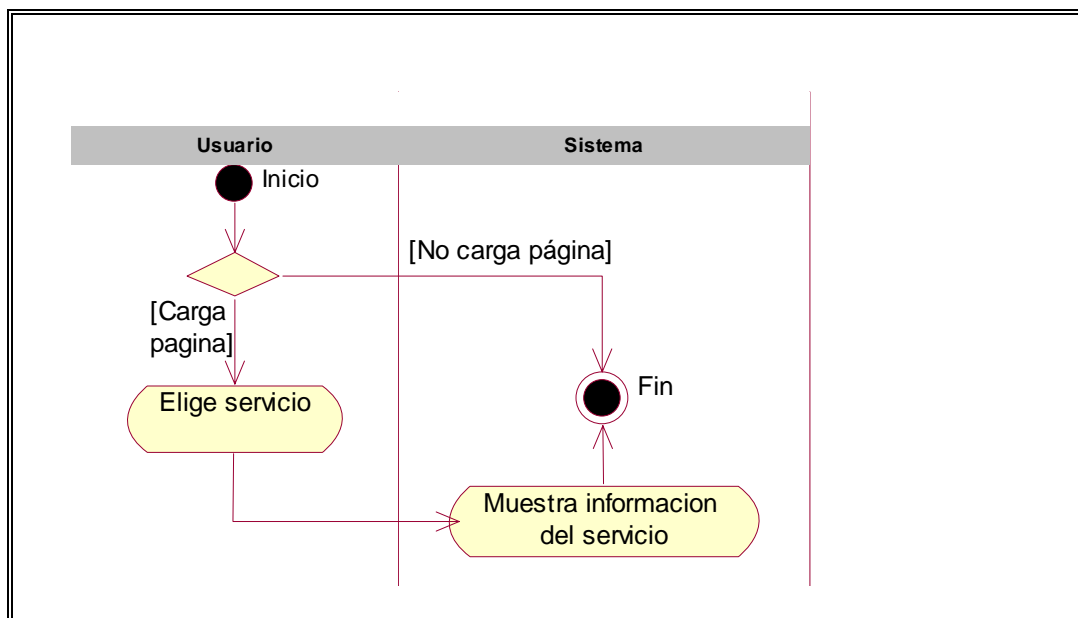 Usuario
Sistema
Inicio
[No carga página]
[Carga
pagina]
Elige servicio
Fin
Muestra informacion
del servicio